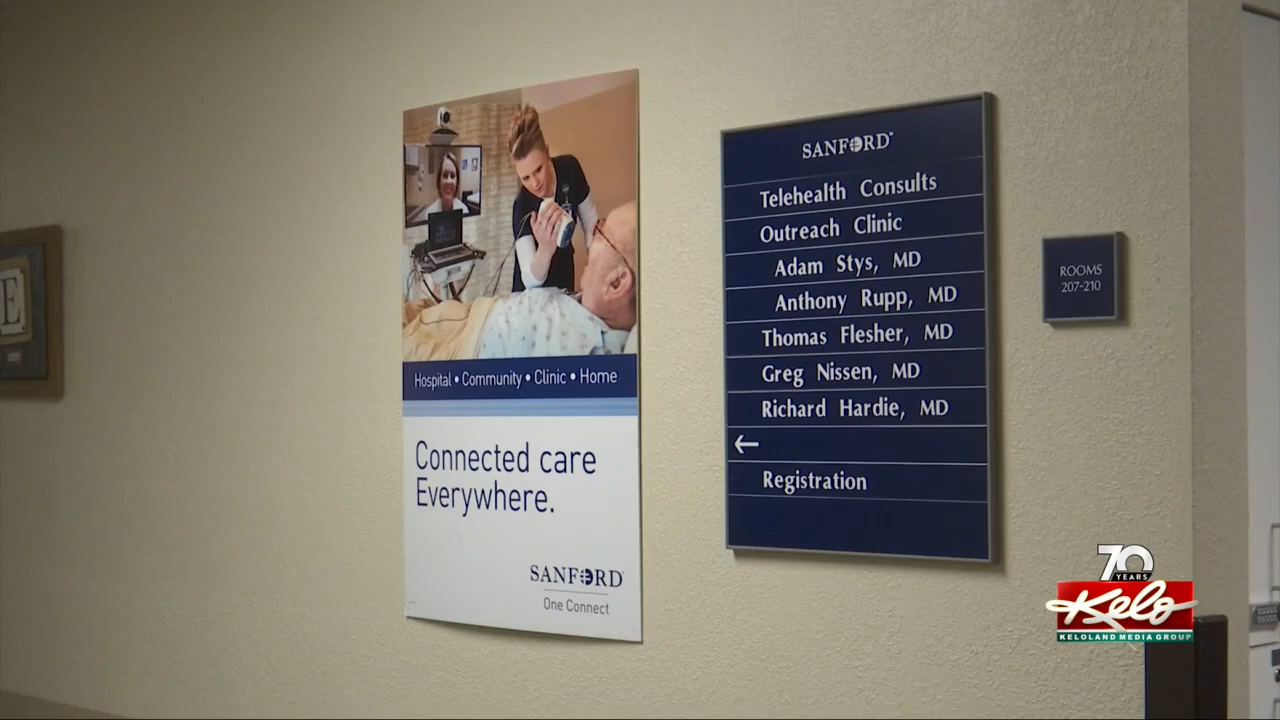 E
Hospital • Community • Clinic • Home
Connected care
Everywhere.
SANFORD
One Connect
SANFORD
Telehealth Consults
Outreach Clinic
Adam Stys, MD
Anthony Rupp, MD
Thomas Flesher, MD
Greg Nissen, MD
Richard Hardie, MD
←
Registration
ROOMS
207-210
70
YEARS
Kelo
KELOLAND MEDIA GROUP